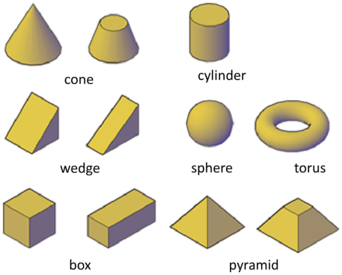 cone
cylinder
wedge
sphere
torus
box
pyramid